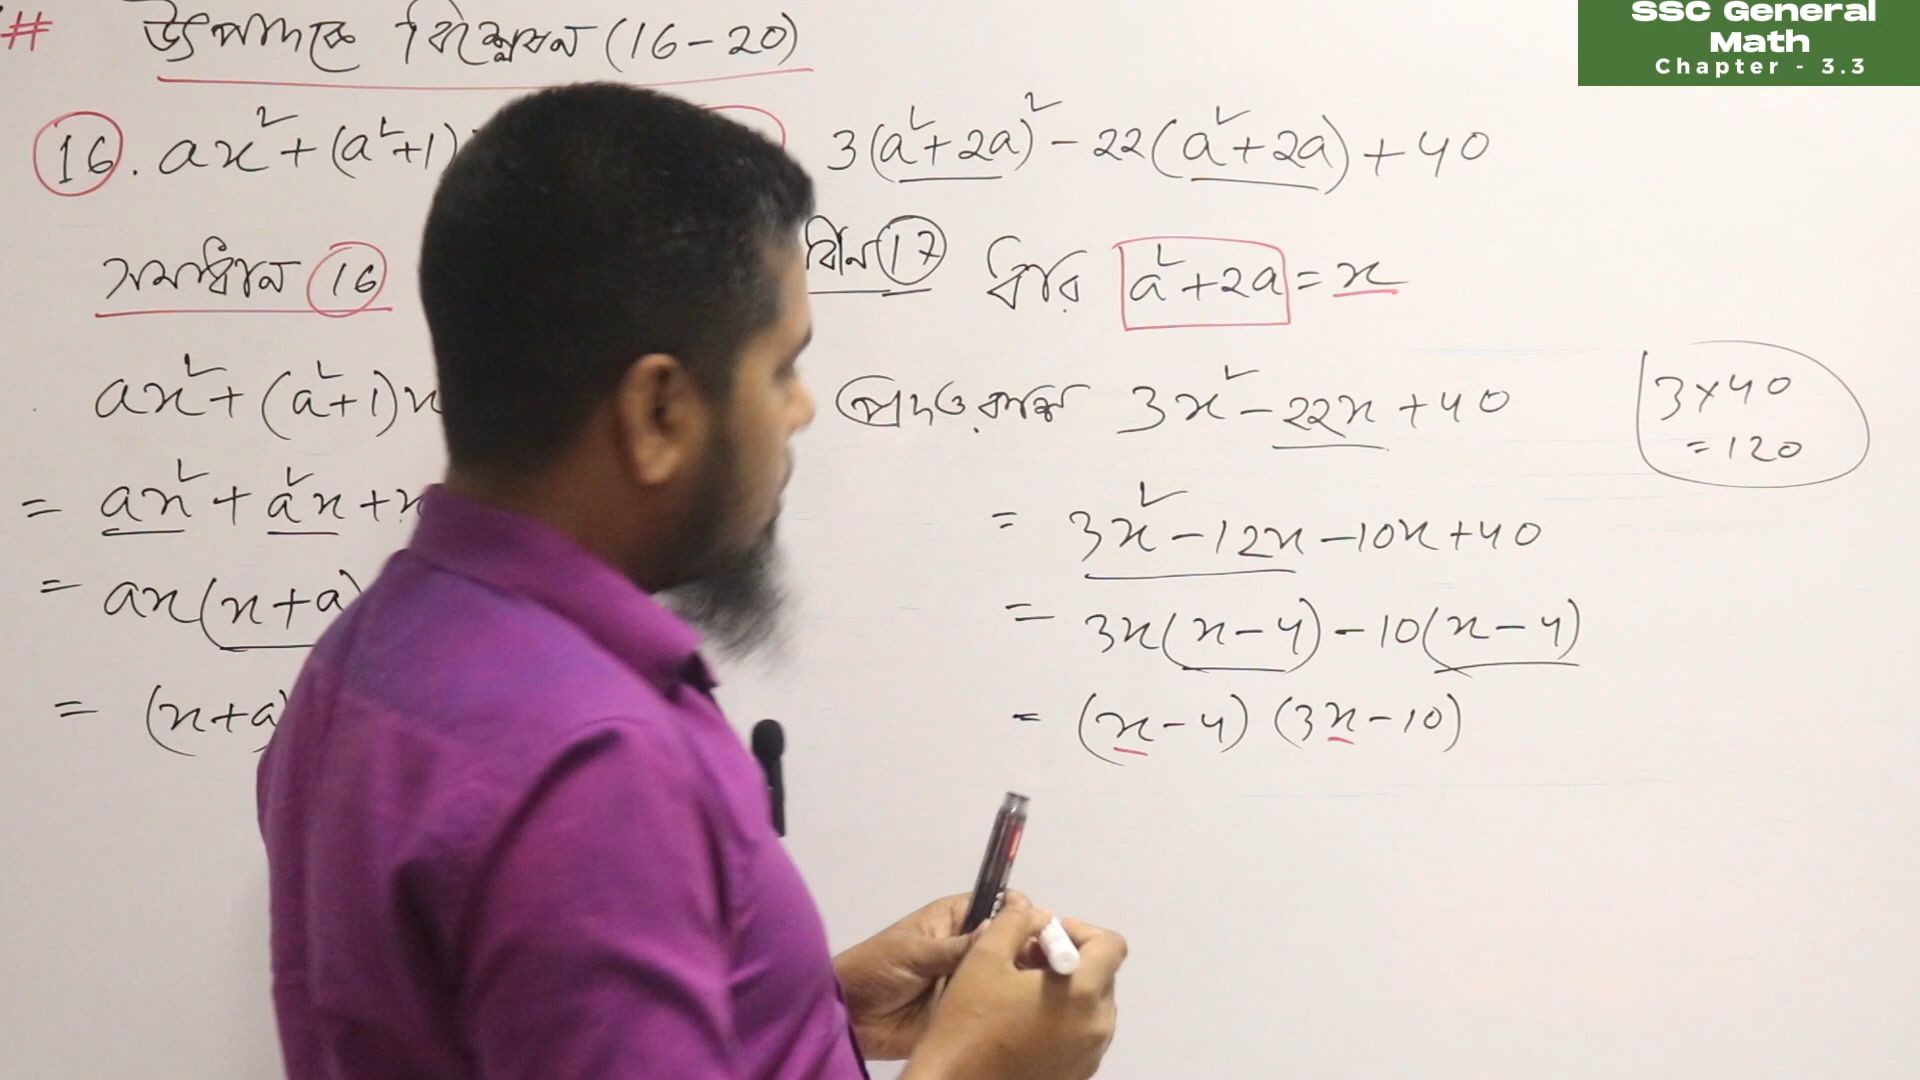 SSC General
Math
Chapter - 3.3
# উৎপাদকে বিশ্লেষন (16-20)
16. ax² + (a²+1)
সমাধান 16
ax² + (a²+1)x
= ax² + a²x + x
= ax(x+a)
= (x+a)
3(a²+2a)² - 22(a²+2a) + 40
ধান 17 ধরি a²+2a = x
প্রদত্ত রাশি 3x² - 22x + 40
3×40
= 120
= 3x² - 12x - 10x + 40
= 3x(x-4) - 10(x-4)
= (x-4) (3x-10)